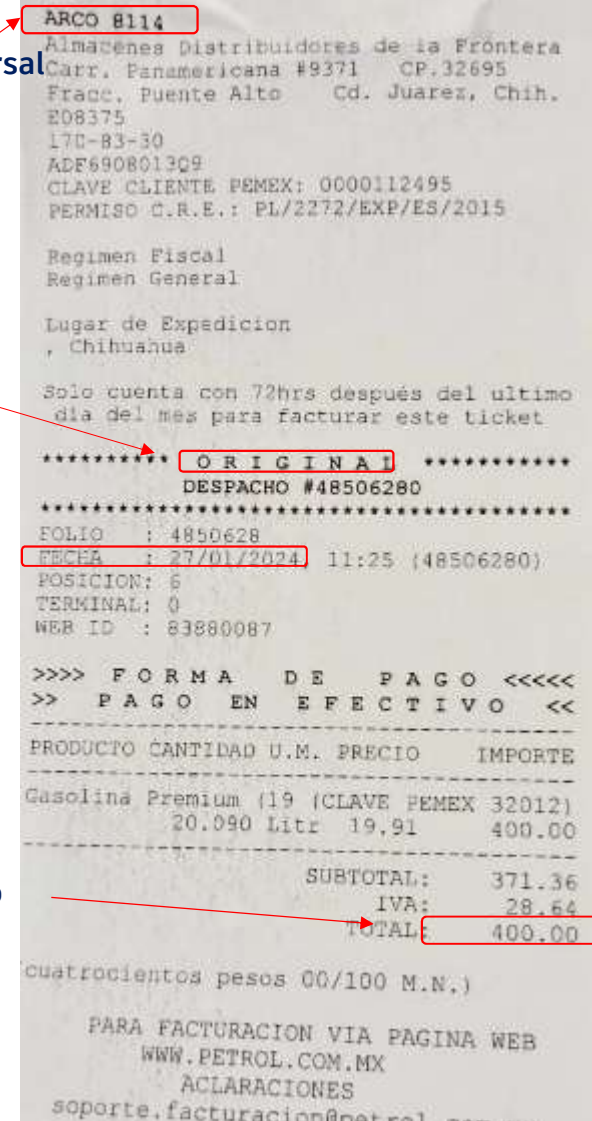 ARCO 8114
Almacenes Distribuidores de la Frontera
rsal
Carr. Panamericana #9371 CP.32695
Fracc. Puente Alto Cd. Juarez, Chih.
E08375
17C-83-30
ADF6908013Q9
CLAVE CLIENTE PEMEX: 0000112495
PERMISO C.R.E.: PL/2272/EXP/ES/2015
Regimen Fiscal
Regimen General
Lugar de Expedicion
, Chihuahua
Solo cuenta con 72hrs después del ultimo
dia del mes para facturar este ticket
********** O R I G I N A L ***********
DESPACHO #48506280
*****************************************
FOLIO : 4850628
FECHA : 27/01/2024, 11:25 (48506280)
POSICION: 6
TERMINAL: 0
WEB ID : 83880087
>>>> F O R M A D E P A G O <<<<<
>> P A G O EN E F E C T I V O <<
PRODUCTO CANTIDAD U.M. PRECIO IMPORTE
Gasolina Premium (19 (CLAVE PEMEX 32012)
20.090 Litr 19.91 400.00
SUBTOTAL: 371.36
IVA: 28.64
TOTAL: 400.00
cuatrocientos pesos 00/100 M.N.)
PARA FACTURACION VIA PAGINA WEB
WWW.PETROL.COM.MX
ACLARACIONES